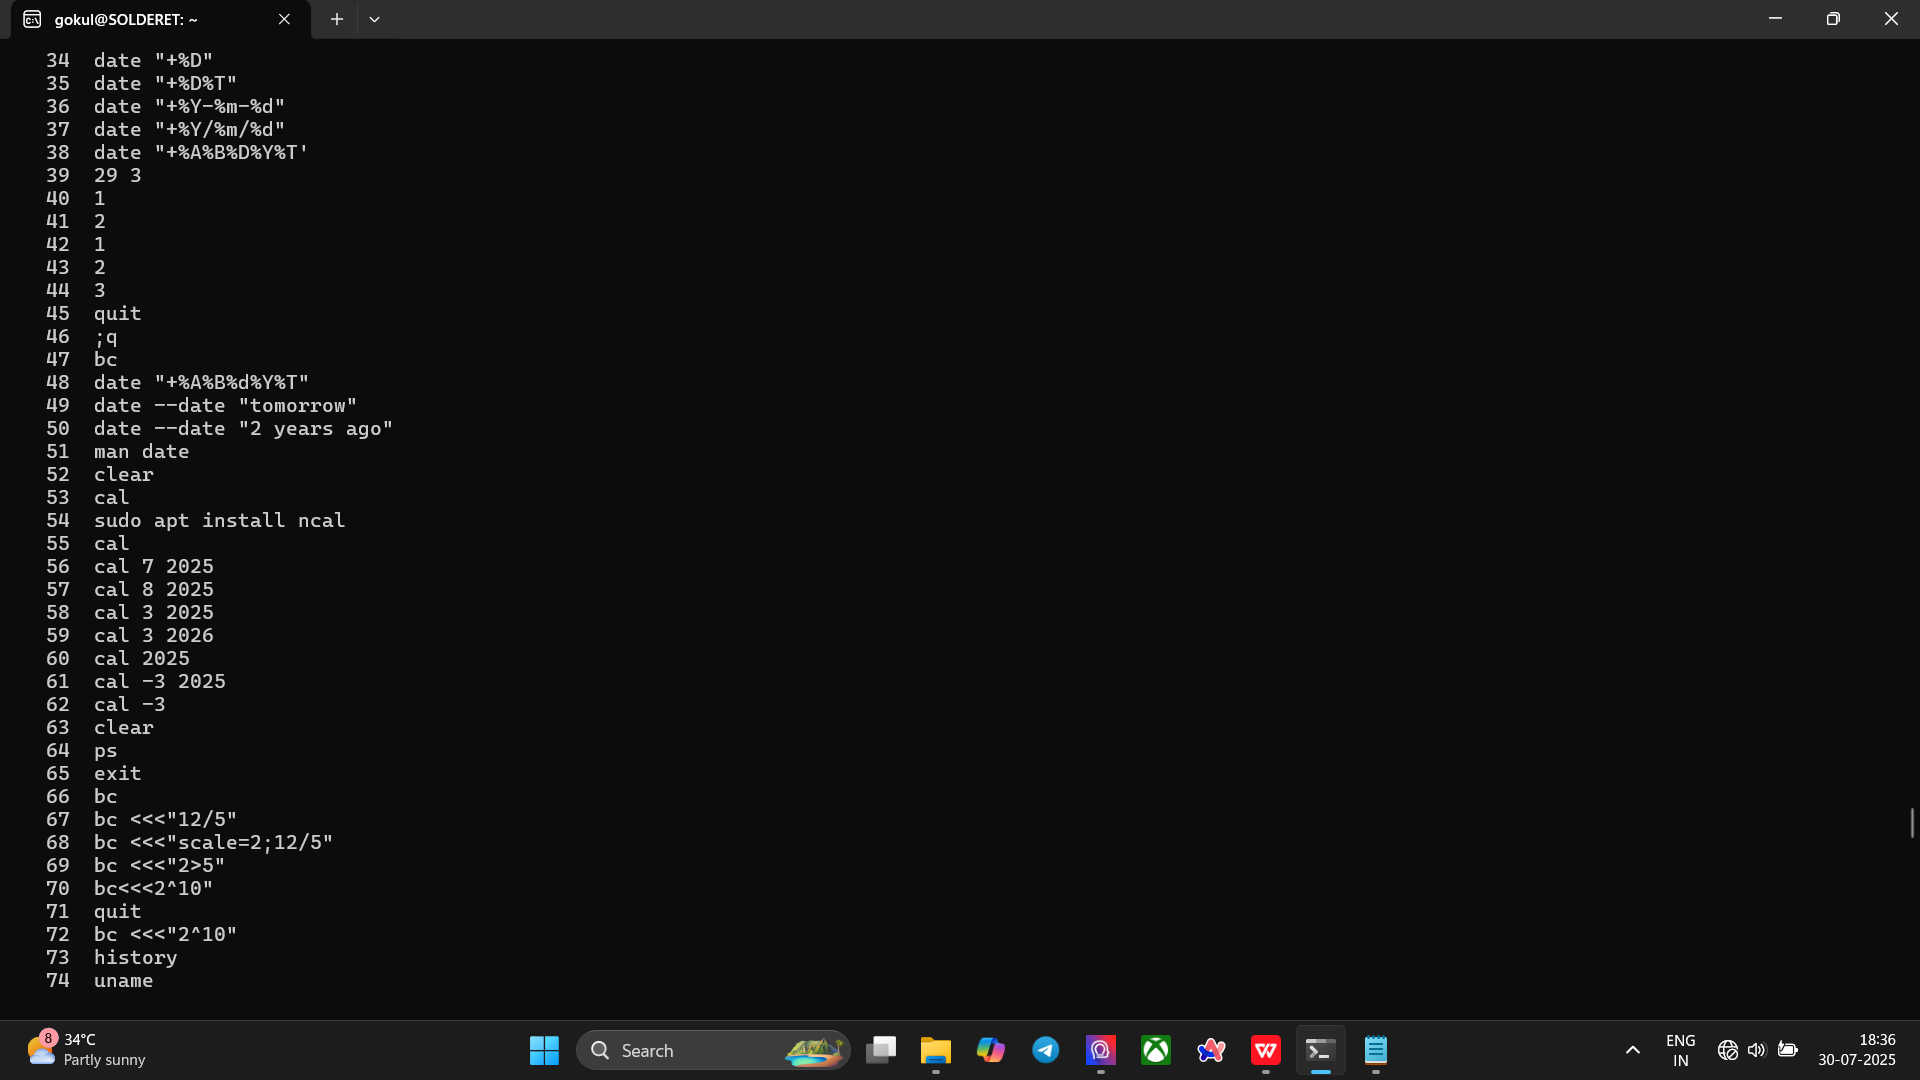 gokul@SOLDERET: ~
34 date "+%D"
35 date "+%D%T"
36 date "+%Y-%m-%d"
37 date "+%Y/%m/%d"
38 date "+%A%B%D%Y%T'
39 29 3
40 1
41 2
42 1
43 2
44 3
45 quit
46 ;q
47 bc
48 date "+%A%B%d%Y%T"
49 date --date "tomorrow"
50 date --date "2 years ago"
51 man date
52 clear
53 cal
54 sudo apt install ncal
55 cal
56 cal 7 2025
57 cal 8 2025
58 cal 3 2025
59 cal 3 2026
60 cal 2025
61 cal -3 2025
62 cal -3
63 clear
64 ps
65 exit
66 bc
67 bc <<<"12/5"
68 bc <<<"scale=2;12/5"
69 bc <<<"2>5"
70 bc<<<2^10"
71 quit
72 bc <<<"2^10"
73 history
74 uname
8
34°C
Partly sunny
Search
ENG
IN
18:36
30-07-2025